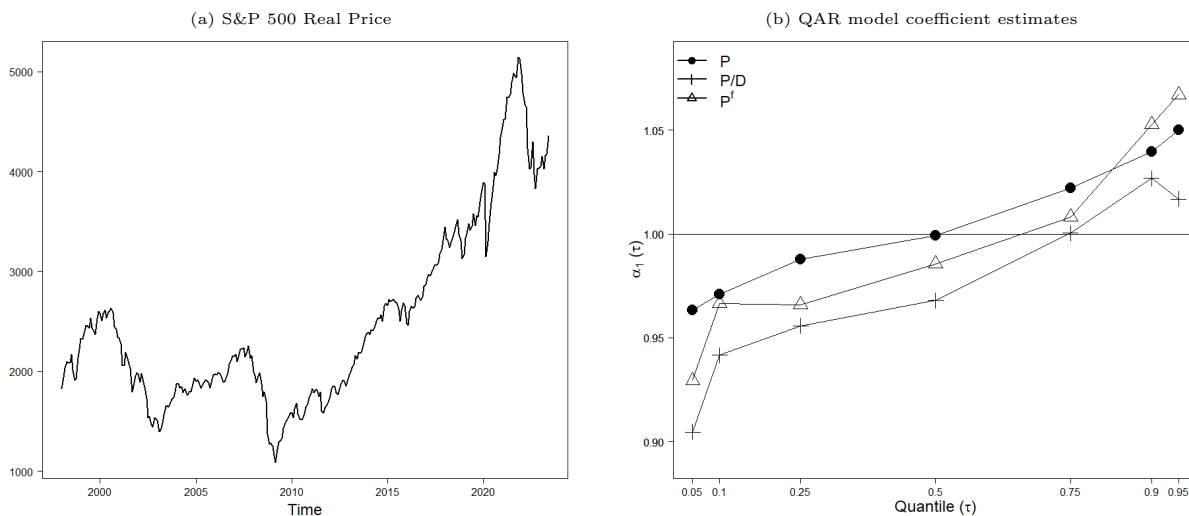 (a) S&P 500 Real Price
5000
4000
3000
2000
1000
2000 2005 2010 2015 2020
Time
(b) QAR model coefficient estimates
P
P/D
P^f
1.05
1.00
0.95
0.90
α₁ (τ)
0.05 0.1 0.25 0.5 0.75 0.9 0.95
Quantile (τ)